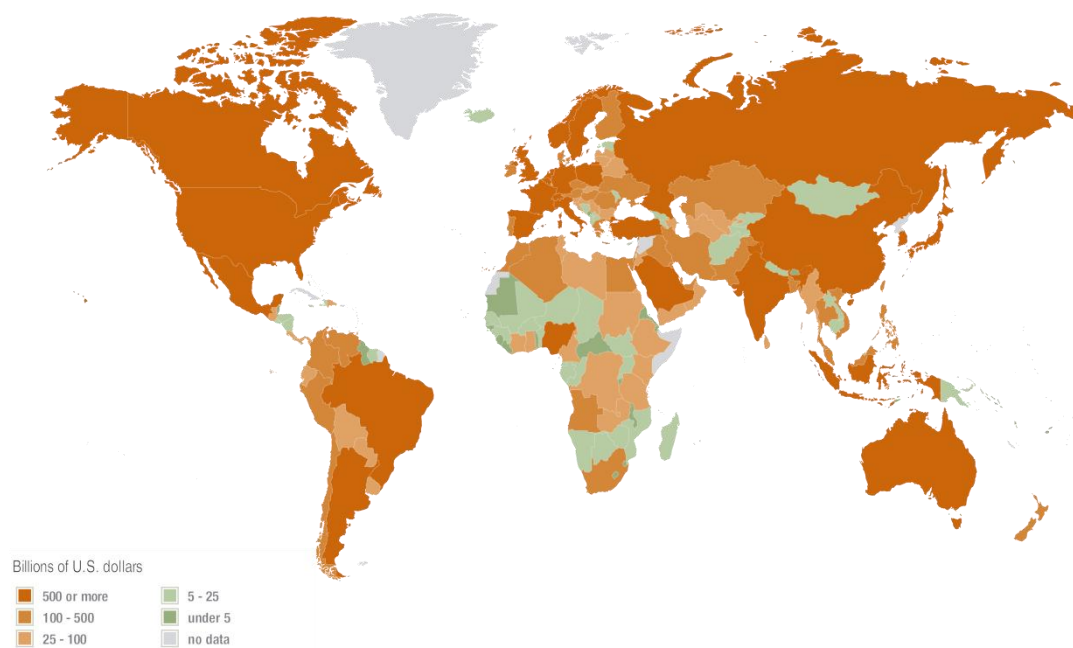 Billions of U.S. dollars
500 or more
100 - 500
25 - 100
5 - 25
under 5
no data